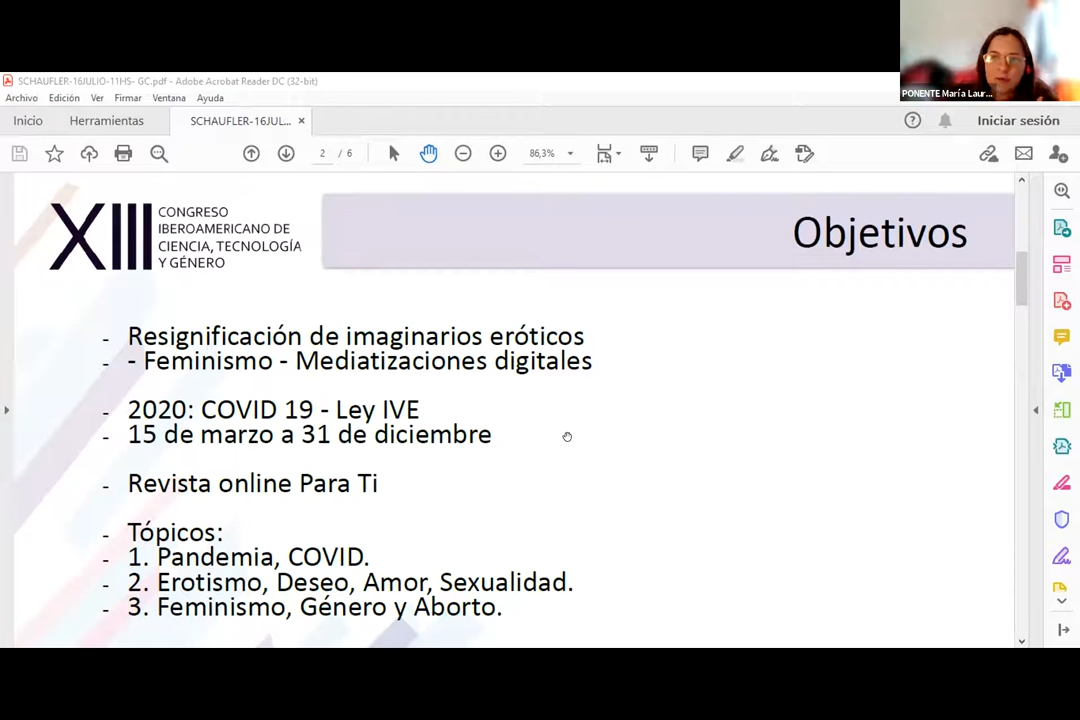 PONENTE María Laur...
SCHAUFLER-16JULIO-11HS- GC.pdf - Adobe Acrobat Reader DC (32-bit)
Archivo Edición Ver Firmar Ventana Ayuda
Inicio Herramientas SCHAUFLER-16JUL... × Iniciar sesión
2 / 6 86,3%
XIII CONGRESO
IBEROAMERICANO DE
CIENCIA, TECNOLOGÍA
Y GÉNERO
Objetivos
- Resignificación de imaginarios eróticos
- - Feminismo - Mediatizaciones digitales
- 2020: COVID 19 - Ley IVE
- 15 de marzo a 31 de diciembre
- Revista online Para Ti
- Tópicos:
- 1. Pandemia, COVID.
- 2. Erotismo, Deseo, Amor, Sexualidad.
- 3. Feminismo, Género y Aborto.